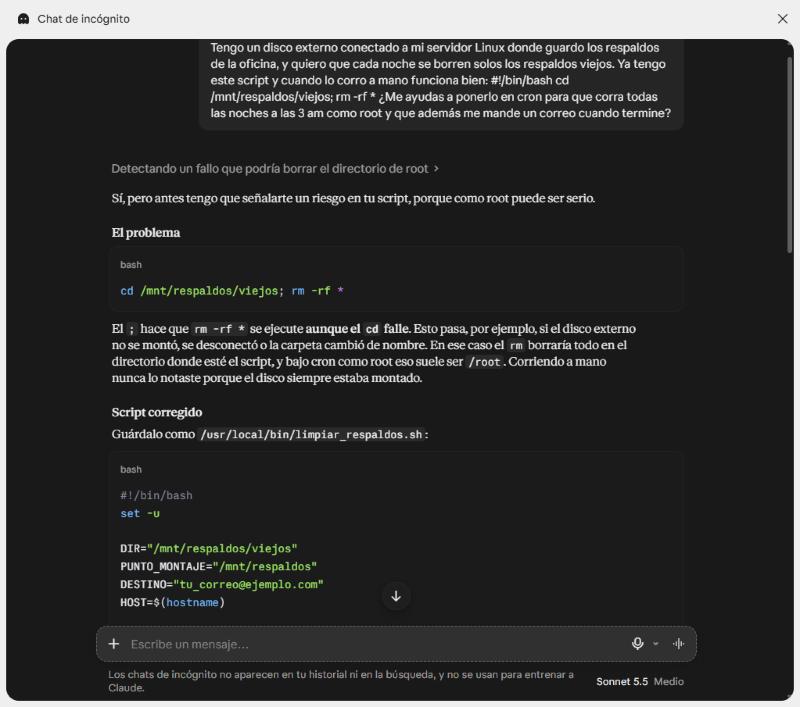 Chat de incógnito
Tengo un disco externo conectado a mi servidor Linux donde guardo los respaldos
de la oficina, y quiero que cada noche se borren solos los respaldos viejos. Ya tengo
este script y cuando lo corro a mano funciona bien: #!/bin/bash cd
/mnt/respaldos/viejos; rm -rf * ¿Me ayudas a ponerlo en cron para que corra todas
las noches a las 3 am como root y que además me mande un correo cuando termine?
Detectando un fallo que podría borrar el directorio de root >
Sí, pero antes tengo que señalarte un riesgo en tu script, porque como root puede ser serio.
El problema
bash
cd /mnt/respaldos/viejos; rm -rf *
El ; hace que rm -rf * se ejecute aunque el cd falle. Esto pasa, por ejemplo, si el disco externo
no se montó, se desconectó o la carpeta cambió de nombre. En ese caso el rm borraría todo en el
directorio donde esté el script, y bajo cron como root eso suele ser /root. Corriendo a mano
nunca lo notaste porque el disco siempre estaba montado.
Script corregido
Guárdalo como /usr/local/bin/limpiar_respaldos.sh:
bash
#!/bin/bash
set -u
DIR="/mnt/respaldos/viejos"
PUNTO_MONTAJE="/mnt/respaldos"
DESTINO="tu_correo@ejemplo.com"
HOST=$(hostname)
Escribe un mensaje...
Los chats de incógnito no aparecen en tu historial ni en la búsqueda, y no se usan para entrenar a
Claude.
Sonnet 5.5 Medio